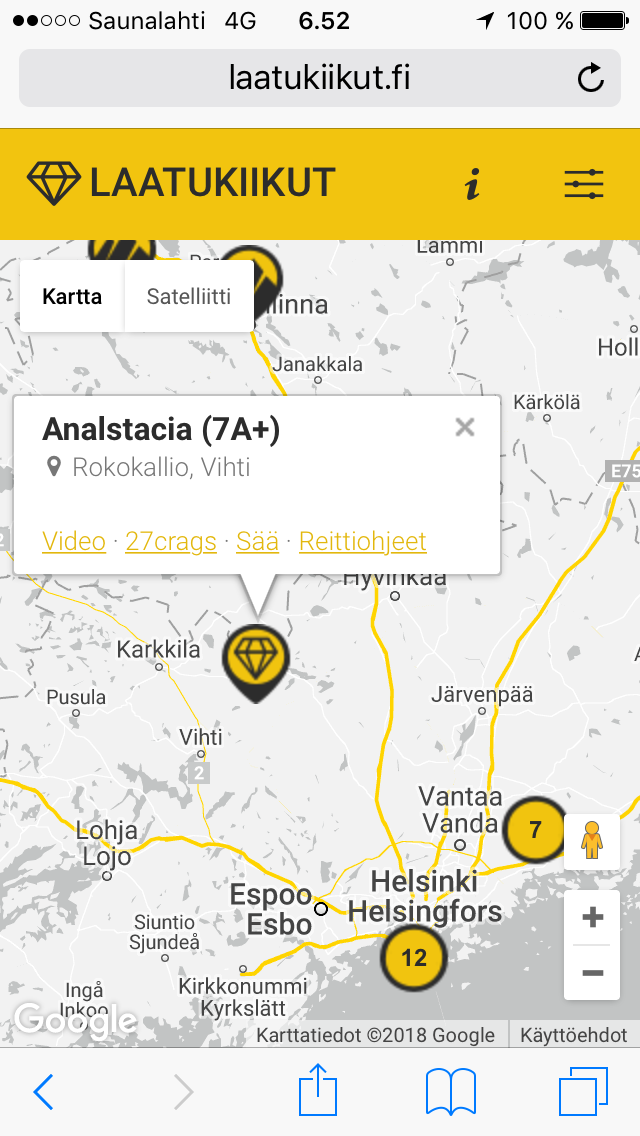 Saunalahti 4G 6.52 100 %
laatukiikut.fi
LAATUKIIKUT i
Lammi
Kartta Satelliitti
linna
Holl
Janakkala
Kärkölä
Analstacia (7A+)
Rokokallio, Vihti
E75
Video · 27crags · Sää · Reittiohjeet
Hyvinkää
Karkkila
Pusula
Järvenpää
Vihti
2
Vantaa
Vanda
7
Lohja
Lojo
Espoo
Esbo
Helsinki
Helsingfors
Siuntio
Sjundeå
12
Kirkkonummi
Kyrkslätt
Ingå
Inkoo
Google
Karttatiedot ©2018 Google Käyttöehdot